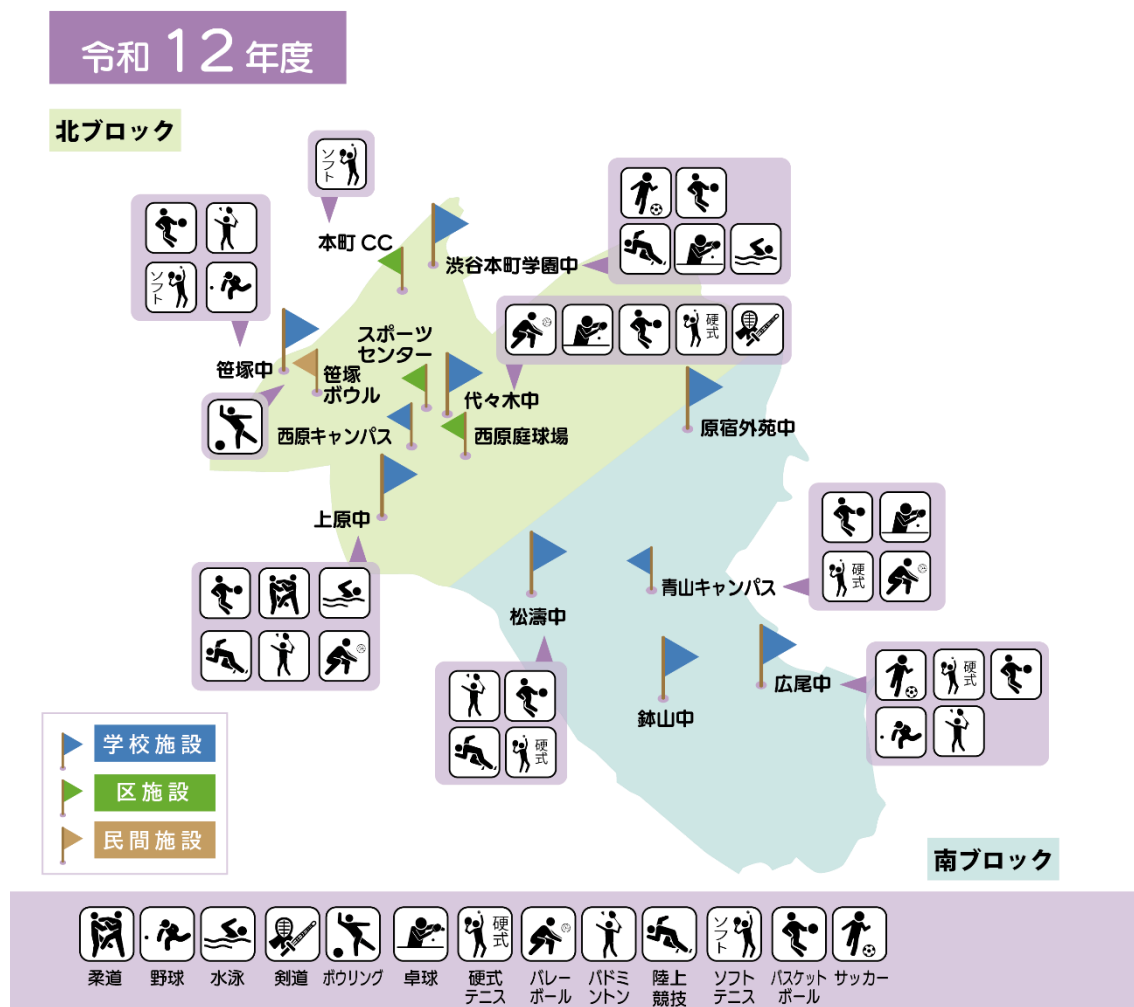 令和 12 年度
北ブロック
ソフト
本町 CC
渋谷本町学園中
ソフト
スポーツ
センター
硬式
笹塚中
笹塚
ボウル
代々木中
西原キャンパス
西原庭球場
原宿外苑中
上原中
硬式
青山キャンパス
松濤中
硬式
広尾中
鉢山中
硬式
学校施設
区施設
民間施設
南ブロック
硬式
ソフト
柔道
野球
水泳
剣道
ボウリング
卓球
硬式
テニス
バレー
ボール
バドミ
ントン
陸上
競技
ソフト
テニス
バスケット
ボール
サッカー